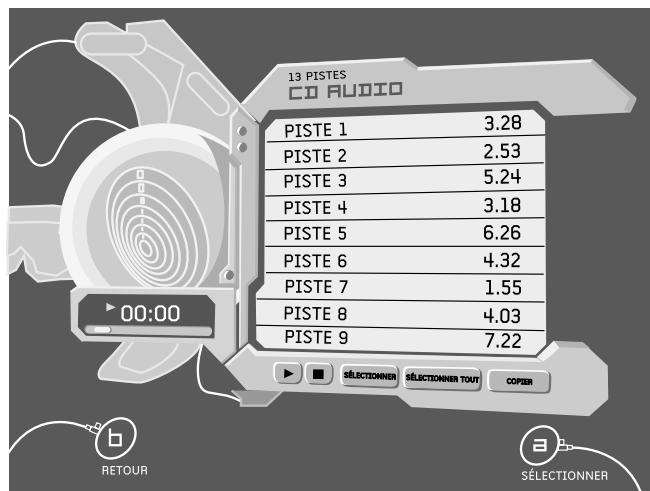 13 PISTES
CD AUDIO
PISTE 1 3.28
PISTE 2 2.53
PISTE 3 5.24
PISTE 4 3.18
PISTE 5 6.26
PISTE 6 4.32
PISTE 7 1.55
PISTE 8 4.03
PISTE 9 7.22
00:00
SÉLECTIONNER SÉLECTIONNER TOUT COPIER
b
RETOUR
a
SÉLECTIONNER